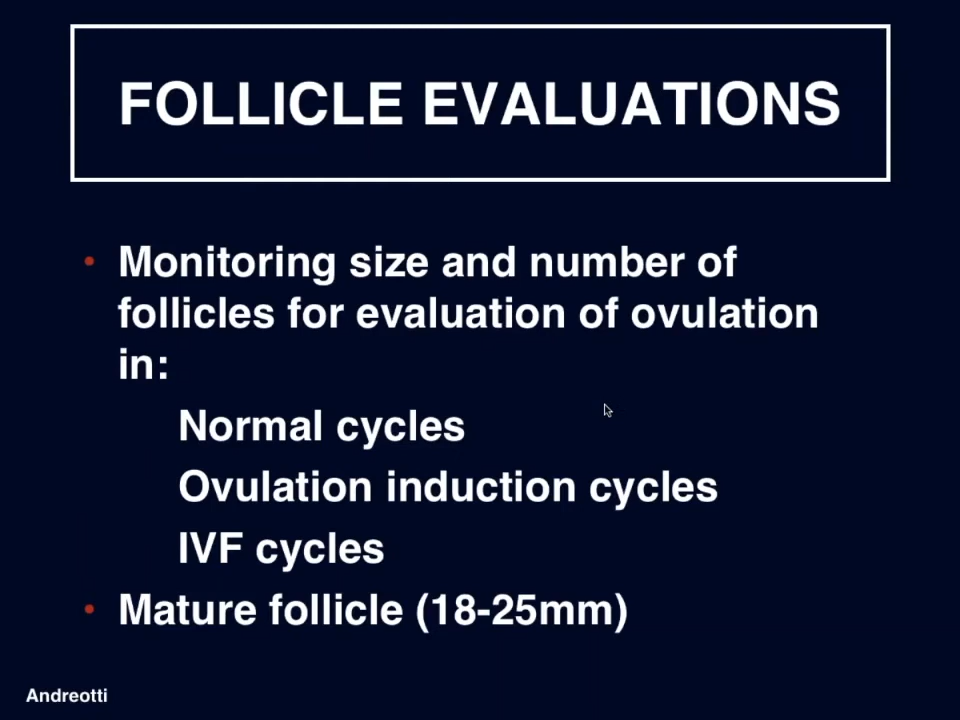 FOLLICLE EVALUATIONS
• Monitoring size and number of
follicles for evaluation of ovulation
in:
Normal cycles
Ovulation induction cycles
IVF cycles
• Mature follicle (18-25mm)
Andreotti